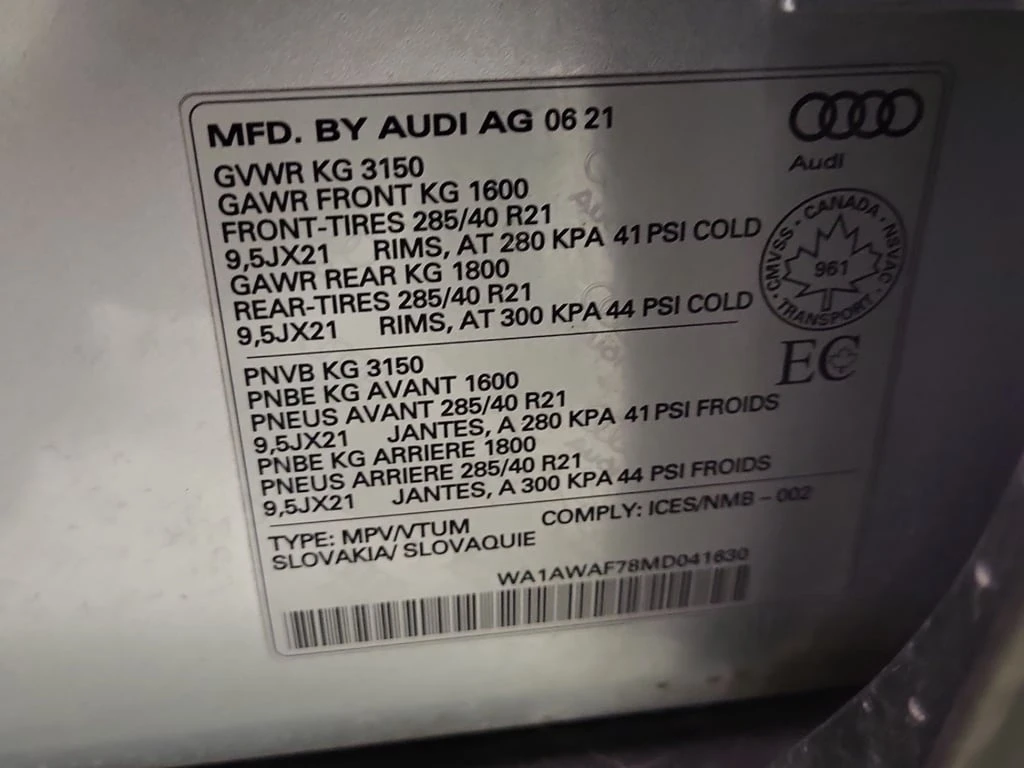 MFD. BY AUDI AG 06 21
Audi
GVWR KG 3150
GAWR FRONT KG 1600
FRONT-TIRES 285/40 R21
9,5JX21 RIMS, AT 280 KPA 41 PSI COLD
GAWR REAR KG 1800
REAR-TIRES 285/40 R21
9,5JX21 RIMS, AT 300 KPA 44 PSI COLD
CANADA · NSVAC · TRANSPORT · CMVSS ·
961
EC
PNVB KG 3150
PNBE KG AVANT 1600
PNEUS AVANT 285/40 R21
9,5JX21 JANTES, A 280 KPA 41 PSI FROIDS
PNBE KG ARRIERE 1800
PNEUS ARRIERE 285/40 R21
9,5JX21 JANTES, A 300 KPA 44 PSI FROIDS
TYPE: MPV/VTUM COMPLY: ICES/NMB - 002
SLOVAKIA/ SLOVAQUIE
WA1AWAF78MD041630